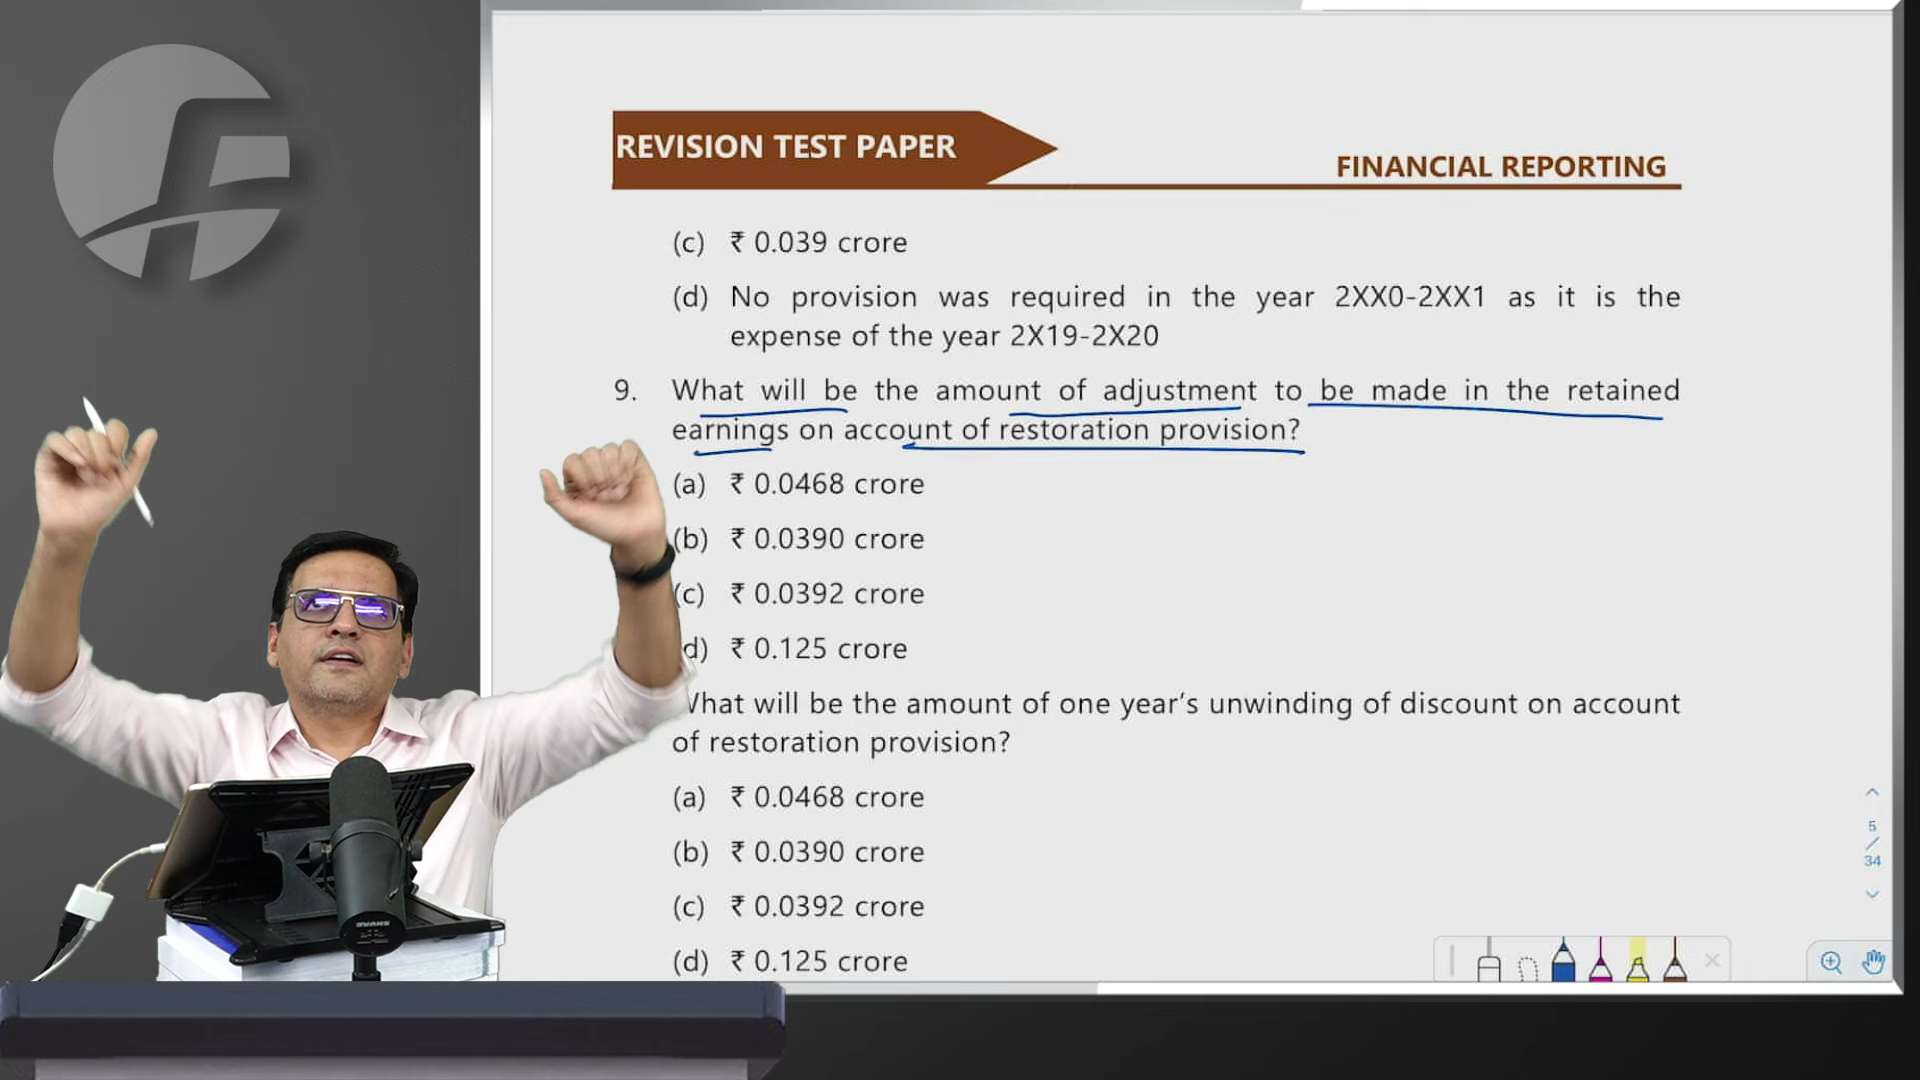 REVISION TEST PAPER
FINANCIAL REPORTING
(c) ₹ 0.039 crore
(d) No provision was required in the year 2XX0-2XX1 as it is the
expense of the year 2X19-2X20
9. What will be the amount of adjustment to be made in the retained
earnings on account of restoration provision?
(a) ₹ 0.0468 crore
(b) ₹ 0.0390 crore
(c) ₹ 0.0392 crore
d) ₹ 0.125 crore
What will be the amount of one year's unwinding of discount on account
of restoration provision?
(a) ₹ 0.0468 crore
(b) ₹ 0.0390 crore
(c) ₹ 0.0392 crore
(d) ₹ 0.125 crore
5
/
34